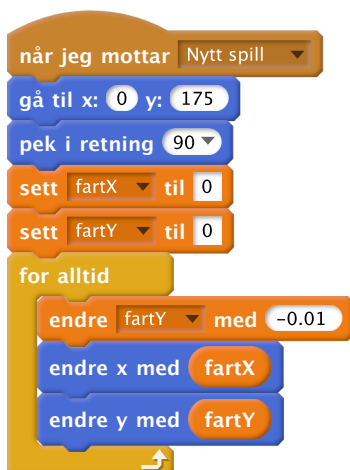 når jeg mottar Nytt spill
gå til x: 0 y: 175
pek i retning 90
sett fartX til 0
sett fartY til 0
for alltid
endre fartY med -0.01
endre x med fartX
endre y med fartY